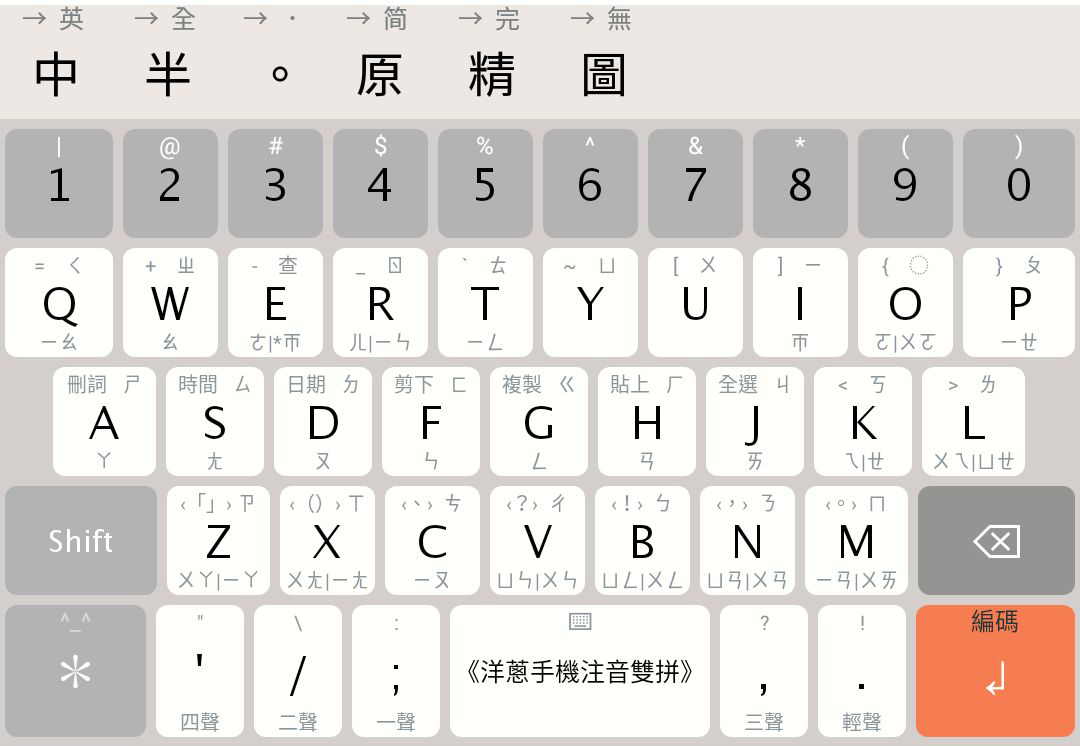 → 英 → 全 → · → 简 → 完 → 無
中 半 。 原 精 圖
| @ # $ % ^ & * ( )
1 2 3 4 5 6 7 8 9 0
= ㄑ + ㄓ - 查 _ ㄖ ` ㄊ ~ ㄩ [ ㄨ ] ㄧ { ◌ } ㄆ
Q W E R T Y U I O P
ㄧㄠ ㄠ ㄜ|*ㄭ ㄦ|ㄧㄣ ㄧㄥ ㄭ ㄛ|ㄨㄛ ㄧㄝ
刪詞 ㄕ 時間 ㄙ 日期 ㄉ 剪下 ㄈ 複製 ㄍ 貼上 ㄏ 全選 ㄐ < ㄎ > ㄌ
A S D F G H J K L
ㄚ ㄤ ㄡ ㄣ ㄥ ㄢ ㄞ ㄟ|ㄝ ㄨㄟ|ㄩㄝ
‹「」› ㄗ ‹（）› ㄒ ‹、› ㄘ ‹？› ㄔ ‹！› ㄅ ‹，› ㄋ ‹。› ㄇ
Shift Z X C V B N M ⌫
ㄨㄚ|ㄧㄚ ㄨㄤ|ㄧㄤ ㄧㄡ ㄩㄣ|ㄨㄣ ㄩㄥ|ㄨㄥ ㄩㄢ|ㄨㄢ ㄧㄢ|ㄨㄞ
^_^ " \ : ⌨ ? ! 編碼
＊ ' / ; 《洋蔥手機注音雙拼》 , . ↲
四聲 二聲 一聲 三聲 輕聲